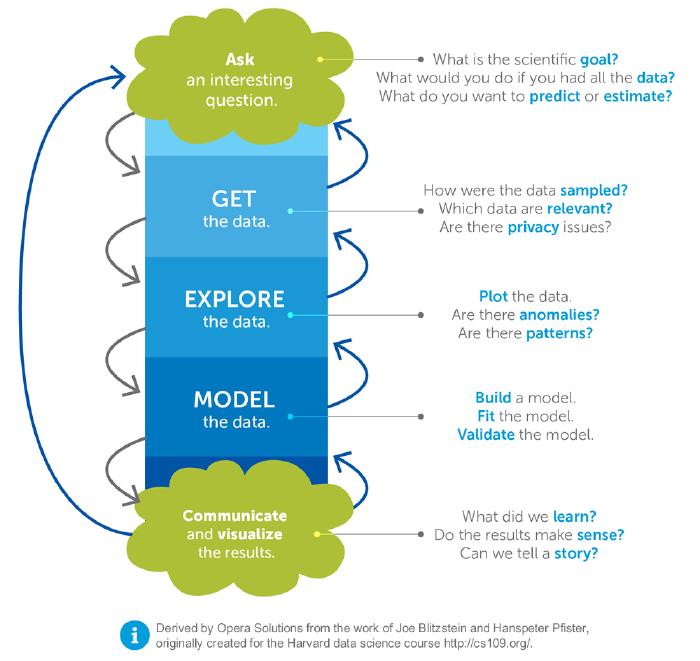 Ask
an interesting
question.
What is the scientific goal?
What would you do if you had all the data?
What do you want to predict or estimate?
GET
the data.
How were the data sampled?
Which data are relevant?
Are there privacy issues?
EXPLORE
the data.
Plot the data.
Are there anomalies?
Are there patterns?
MODEL
the data.
Build a model.
Fit the model.
Validate the model.
Communicate
and visualize
the results.
What did we learn?
Do the results make sense?
Can we tell a story?
i
Derived by Opera Solutions from the work of Joe Blitzstein and Hanspeter Pfister,
originally created for the Harvard data science course http://cs109.org/.